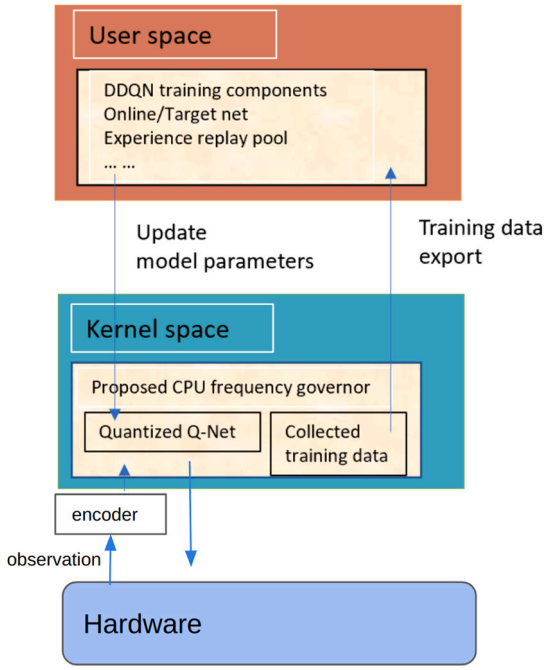 User space
DDQN training components
Online/Target net
Experience replay pool
... ...
Update
model parameters
Training data
export
Kernel space
Proposed CPU frequency governor
Quantized Q-Net
Collected
training data
encoder
observation
Hardware